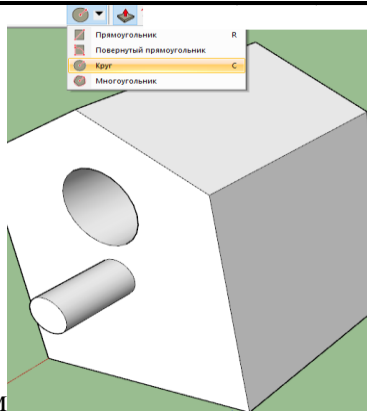 Прямоугольник R
Повернутый прямоугольник
Круг C
Многоугольник
м